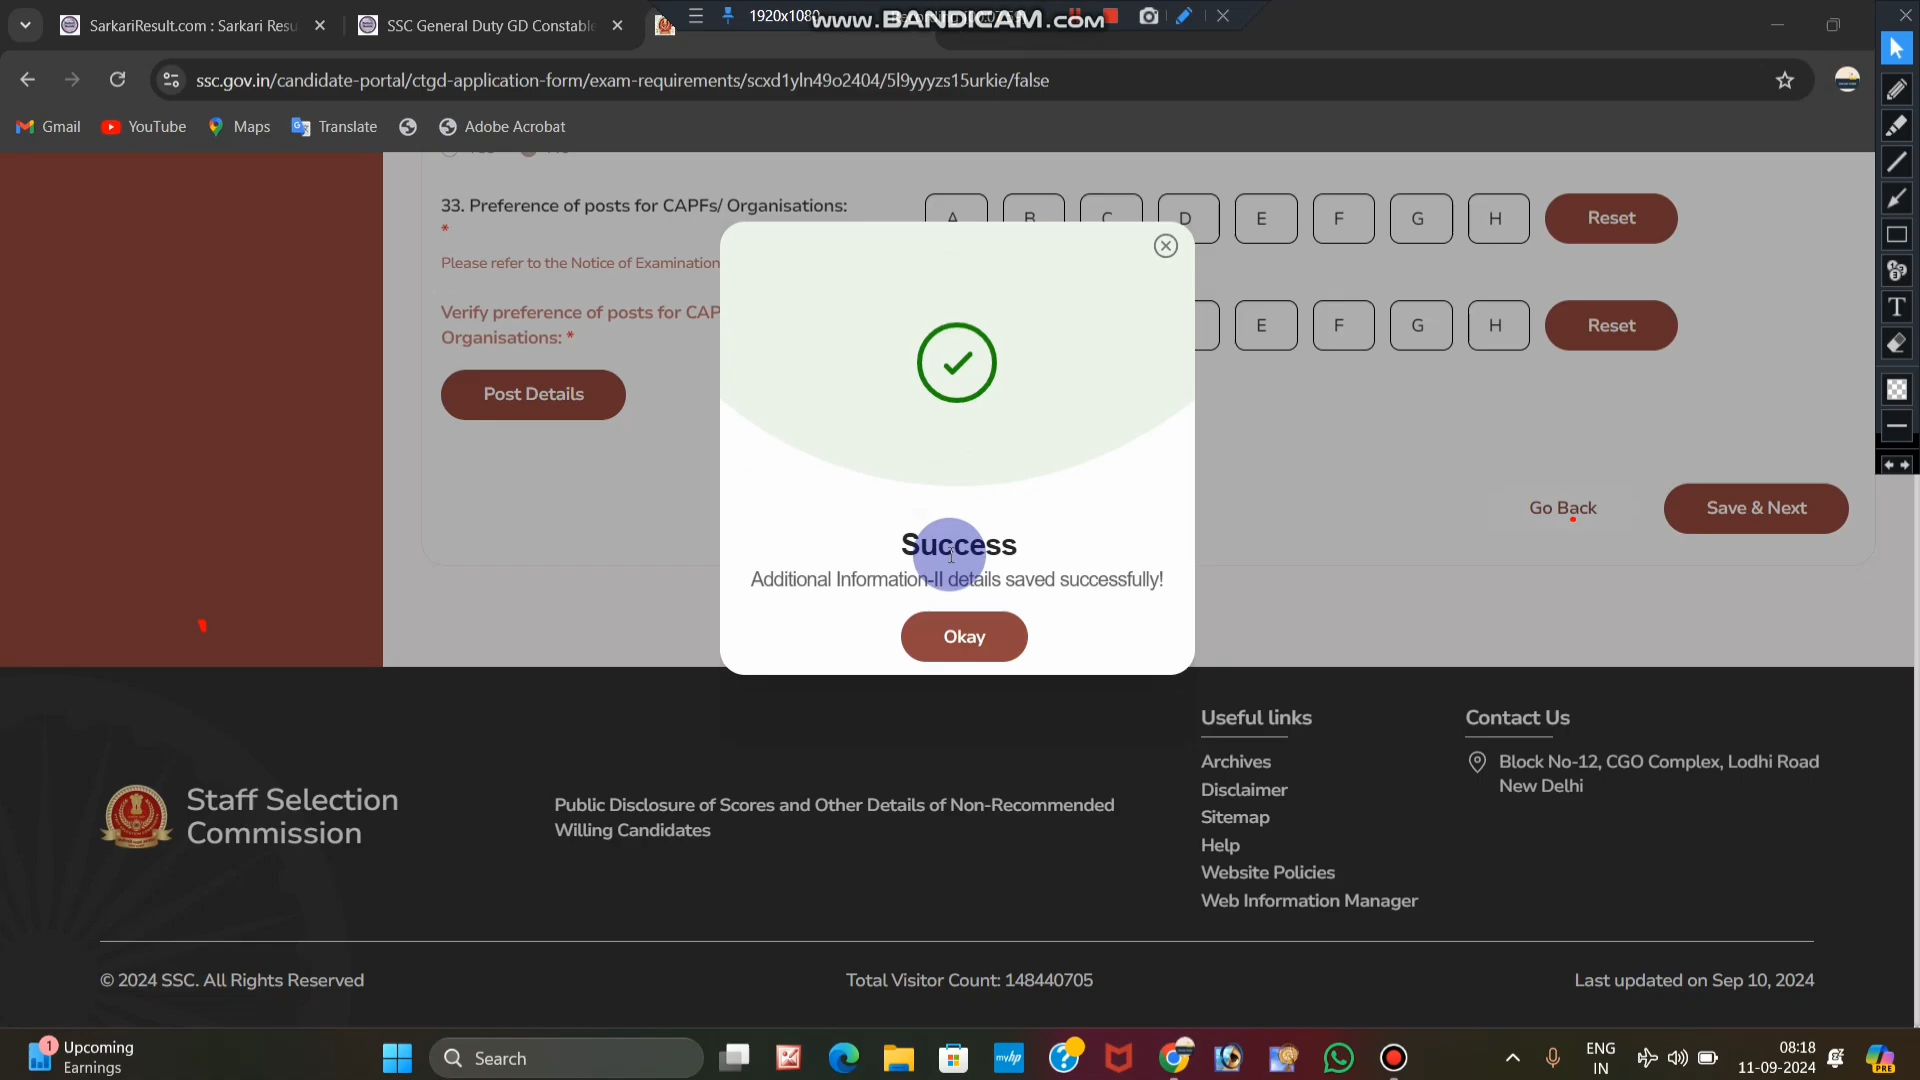 SarkariResult.com : Sarkari Resu
SSC General Duty GD Constable
1920x1080
www.BANDICAM.com
ssc.gov.in/candidate-portal/ctgd-application-form/exam-requirements/scxd1yln49o2404/5l9yyyzs15urkie/false
Gmail
YouTube
Maps
Translate
Adobe Acrobat
33. Preference of posts for CAPFs/ Organisations:
*
A B C D E F G H Reset
Please refer to the Notice of Examination
Verify preference of posts for CAP
Organisations: *
E F G H Reset
Post Details
Go Back
Save & Next
Success
Additional Information-II details saved successfully!
Okay
Staff Selection
Commission
Public Disclosure of Scores and Other Details of Non-Recommended
Willing Candidates
Useful links
Archives
Disclaimer
Sitemap
Help
Website Policies
Web Information Manager
Contact Us
Block No-12, CGO Complex, Lodhi Road
New Delhi
© 2024 SSC. All Rights Reserved
Total Visitor Count: 148440705
Last updated on Sep 10, 2024
1
Upcoming
Earnings
Search
myhp
ENG
IN
08:18
11-09-2024
PRE